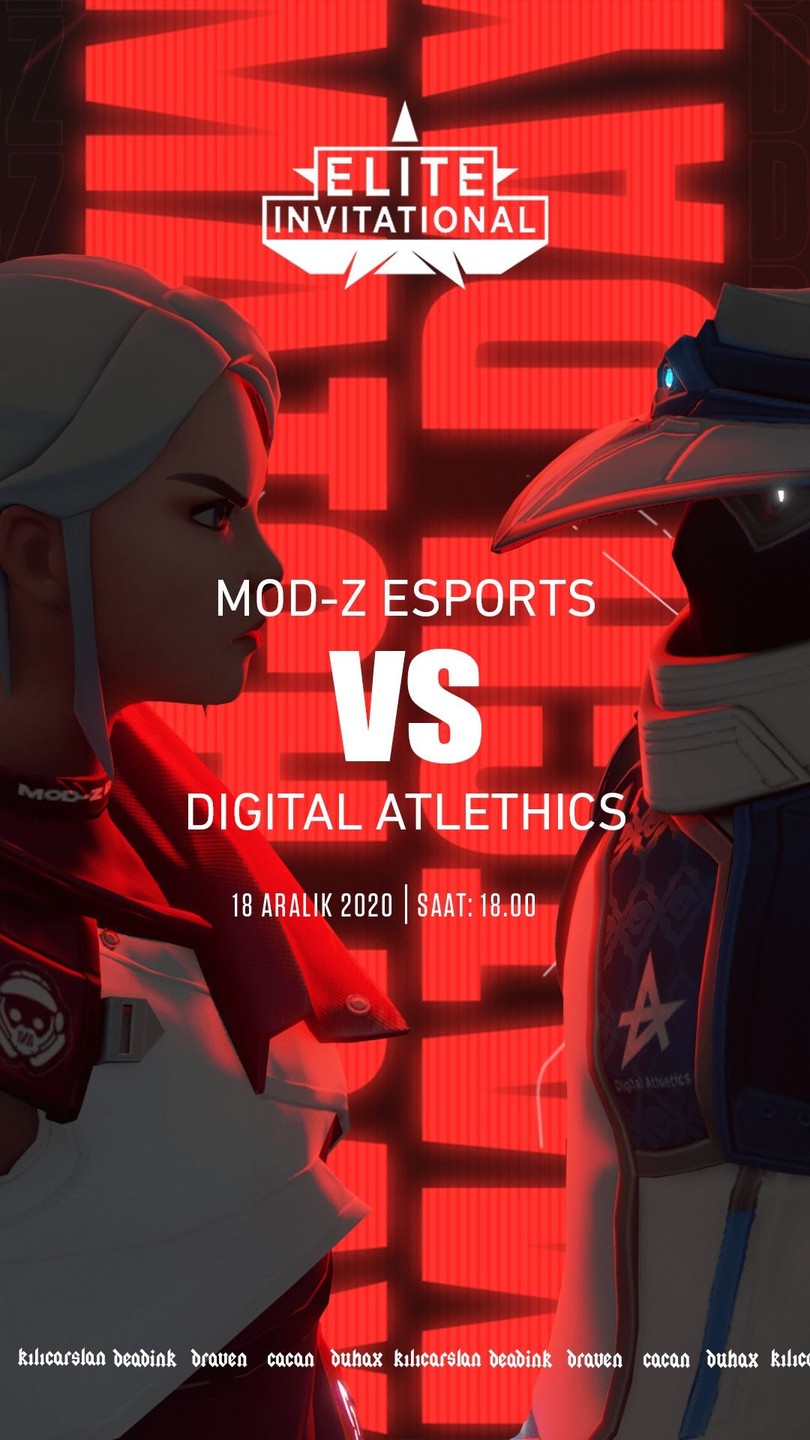 ELITE
INVITATIONAL
MOD-Z ESPORTS
VS
DIGITAL ATLETHICS
18 ARALIK 2020 | SAAT: 18.00
MOD-Z
Digital Athletics
kılıcarslan deadink draven cacan duhax kılıcarslan deadink draven cacan duhax kılıc